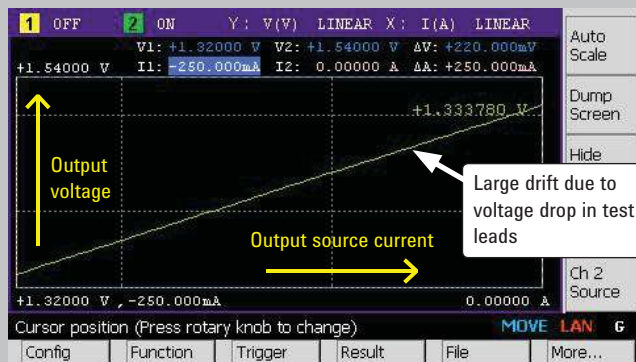 1 OFF 2 ON Y: V(V) LINEAR X: I(A) LINEAR
V1: +1.32000 V V2: +1.54000 V ΔV: +220.000mV
+1.54000 V I1: -250.000mA I2: 0.00000 A ΔA: +250.000mA
Auto
Scale
+1.333780 V
Dump
Screen
Hide
Output
voltage
Large drift due to
voltage drop in test
leads
Output source current
Ch 2
Source
+1.32000 V ,-250.000mA 0.00000 A
Cursor position (Press rotary knob to change) MOVE LAN G
Config Function Trigger Result File More...